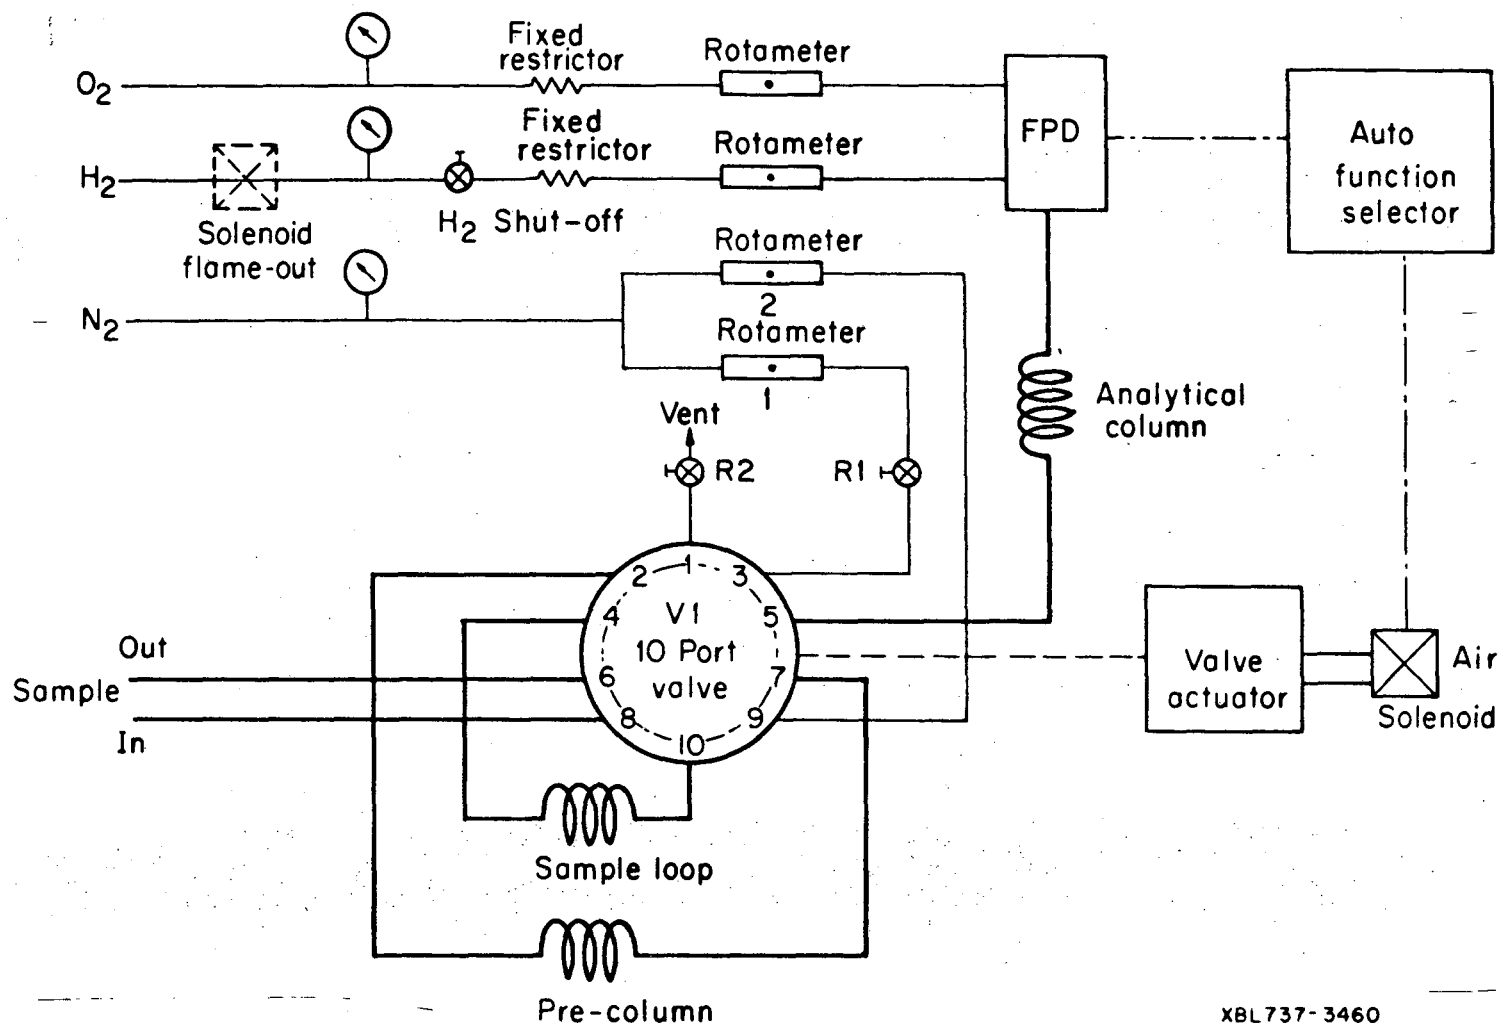 Fixed
restrictor
Rotameter
O2
FPD
Auto
function
selector
Fixed
restrictor
Rotameter
H2
Solenoid
flame-out
H2 Shut-off
Rotameter
2
N2
Rotameter
1
Analytical
column
Vent
R2
R1
1
2
3
4
5
6
7
8
9
10
V1
10 Port
valve
Out
Sample
In
Valve
actuator
Air
Solenoid
Sample loop
Pre-column
XBL737-3460